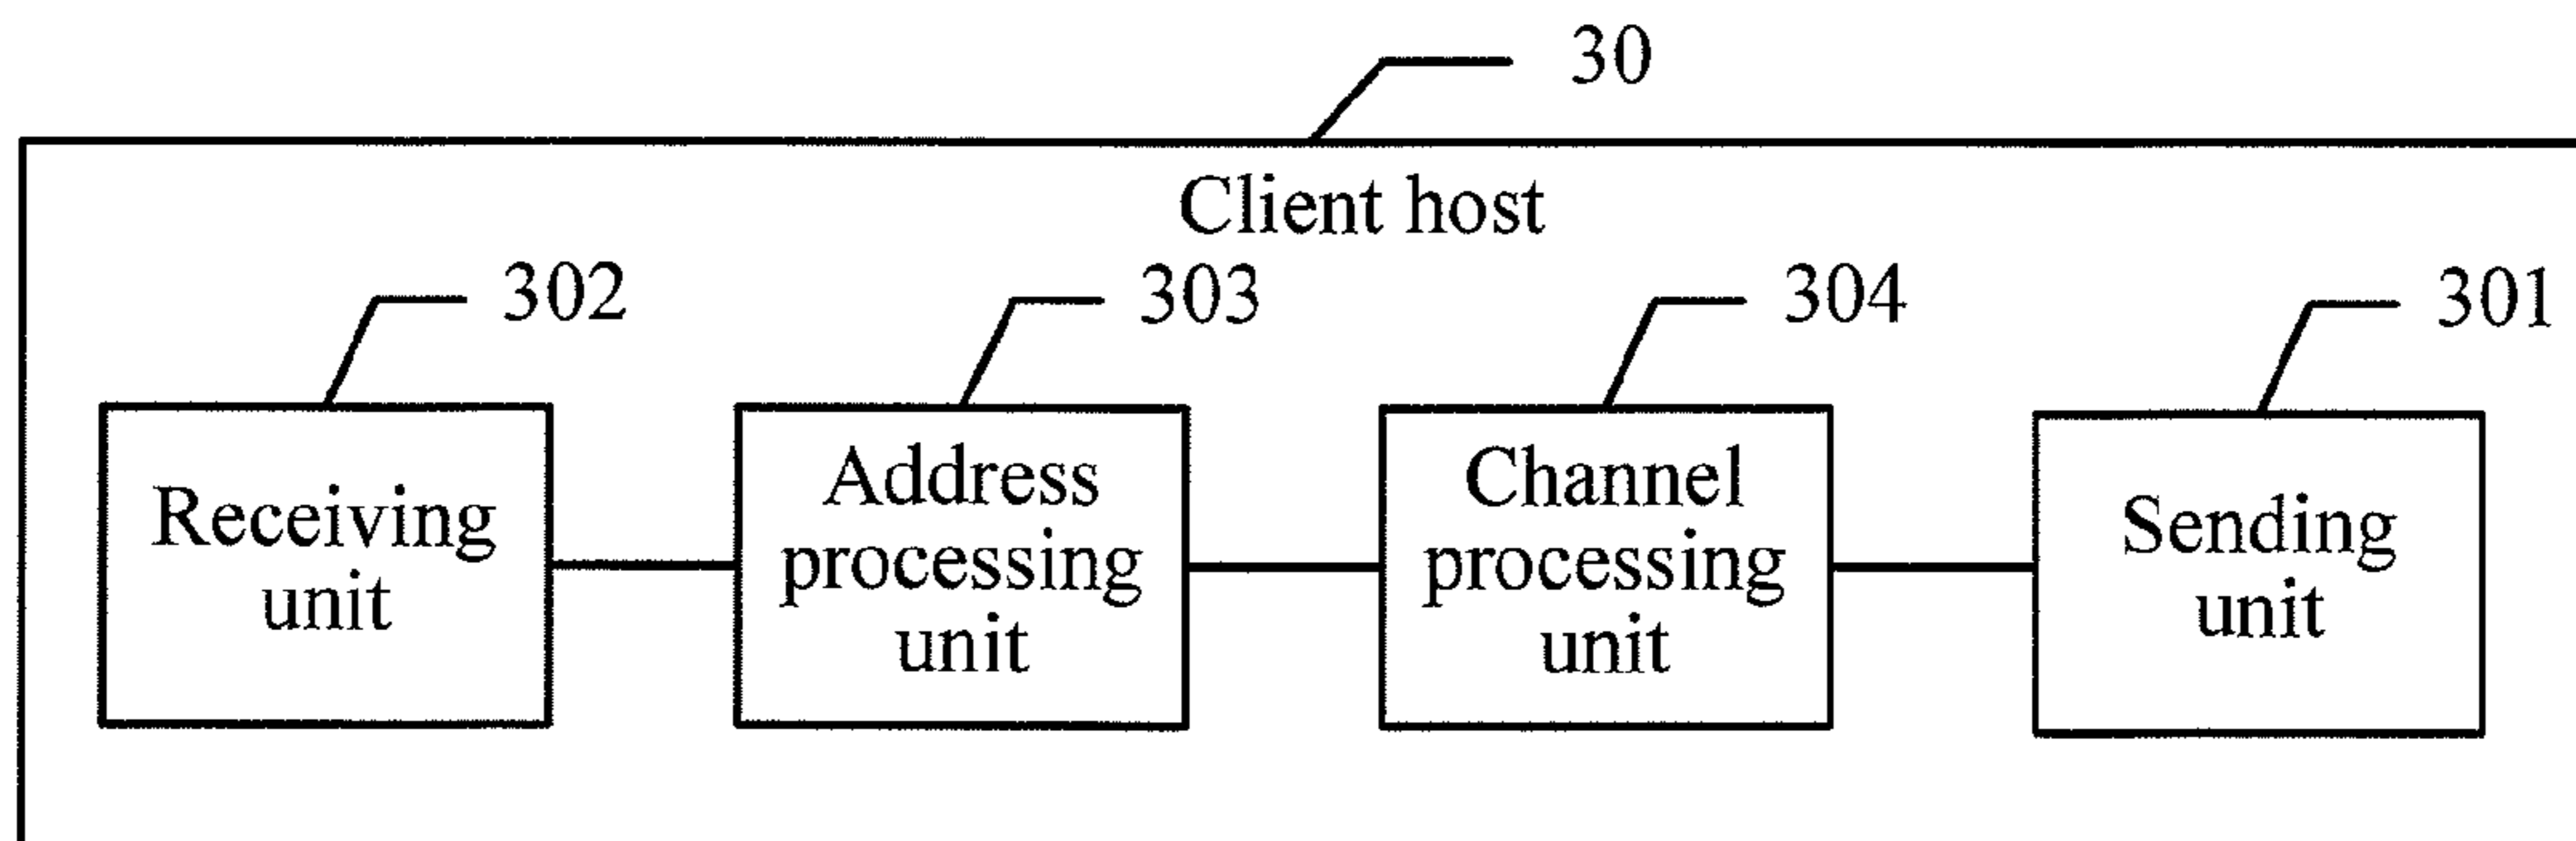 30
Client host
302
303
304
301
Receiving
unit
Address
processing
unit
Channel
processing
unit
Sending
unit